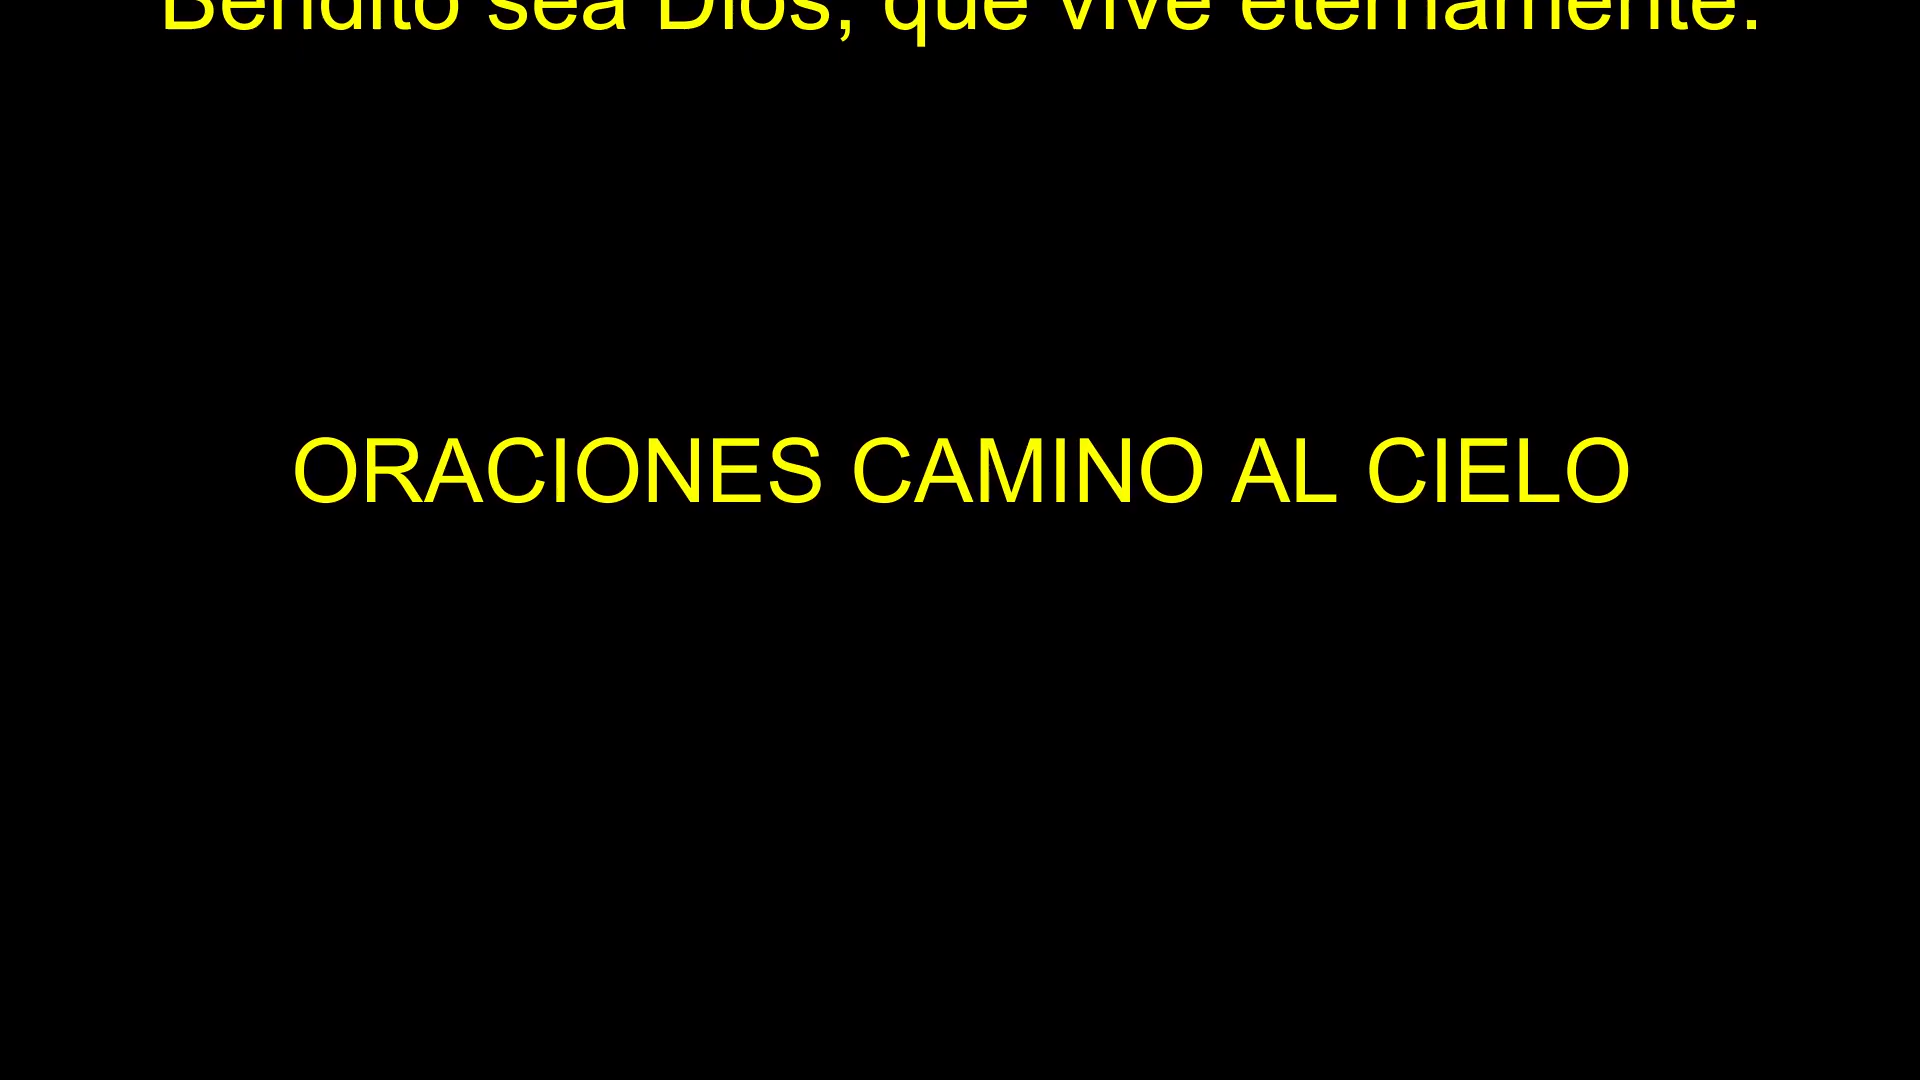 Bendito sea Dios, que vive eternamente.
ORACIONES CAMINO AL CIELO